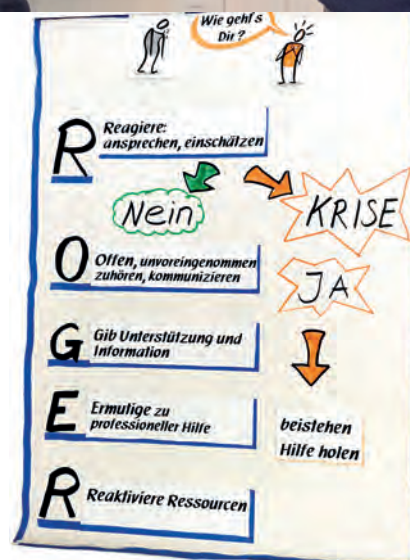 Wie geht's
Dir?
R Reagiere:
ansprechen, einschätzen
Nein
KRISE
O Offen, unvoreingenommen
zuhören, kommunizieren
JA
G Gib Unterstützung und
Information
E Ermutige zu
professioneller Hilfe
beistehen
Hilfe holen
R Reaktiviere Ressourcen